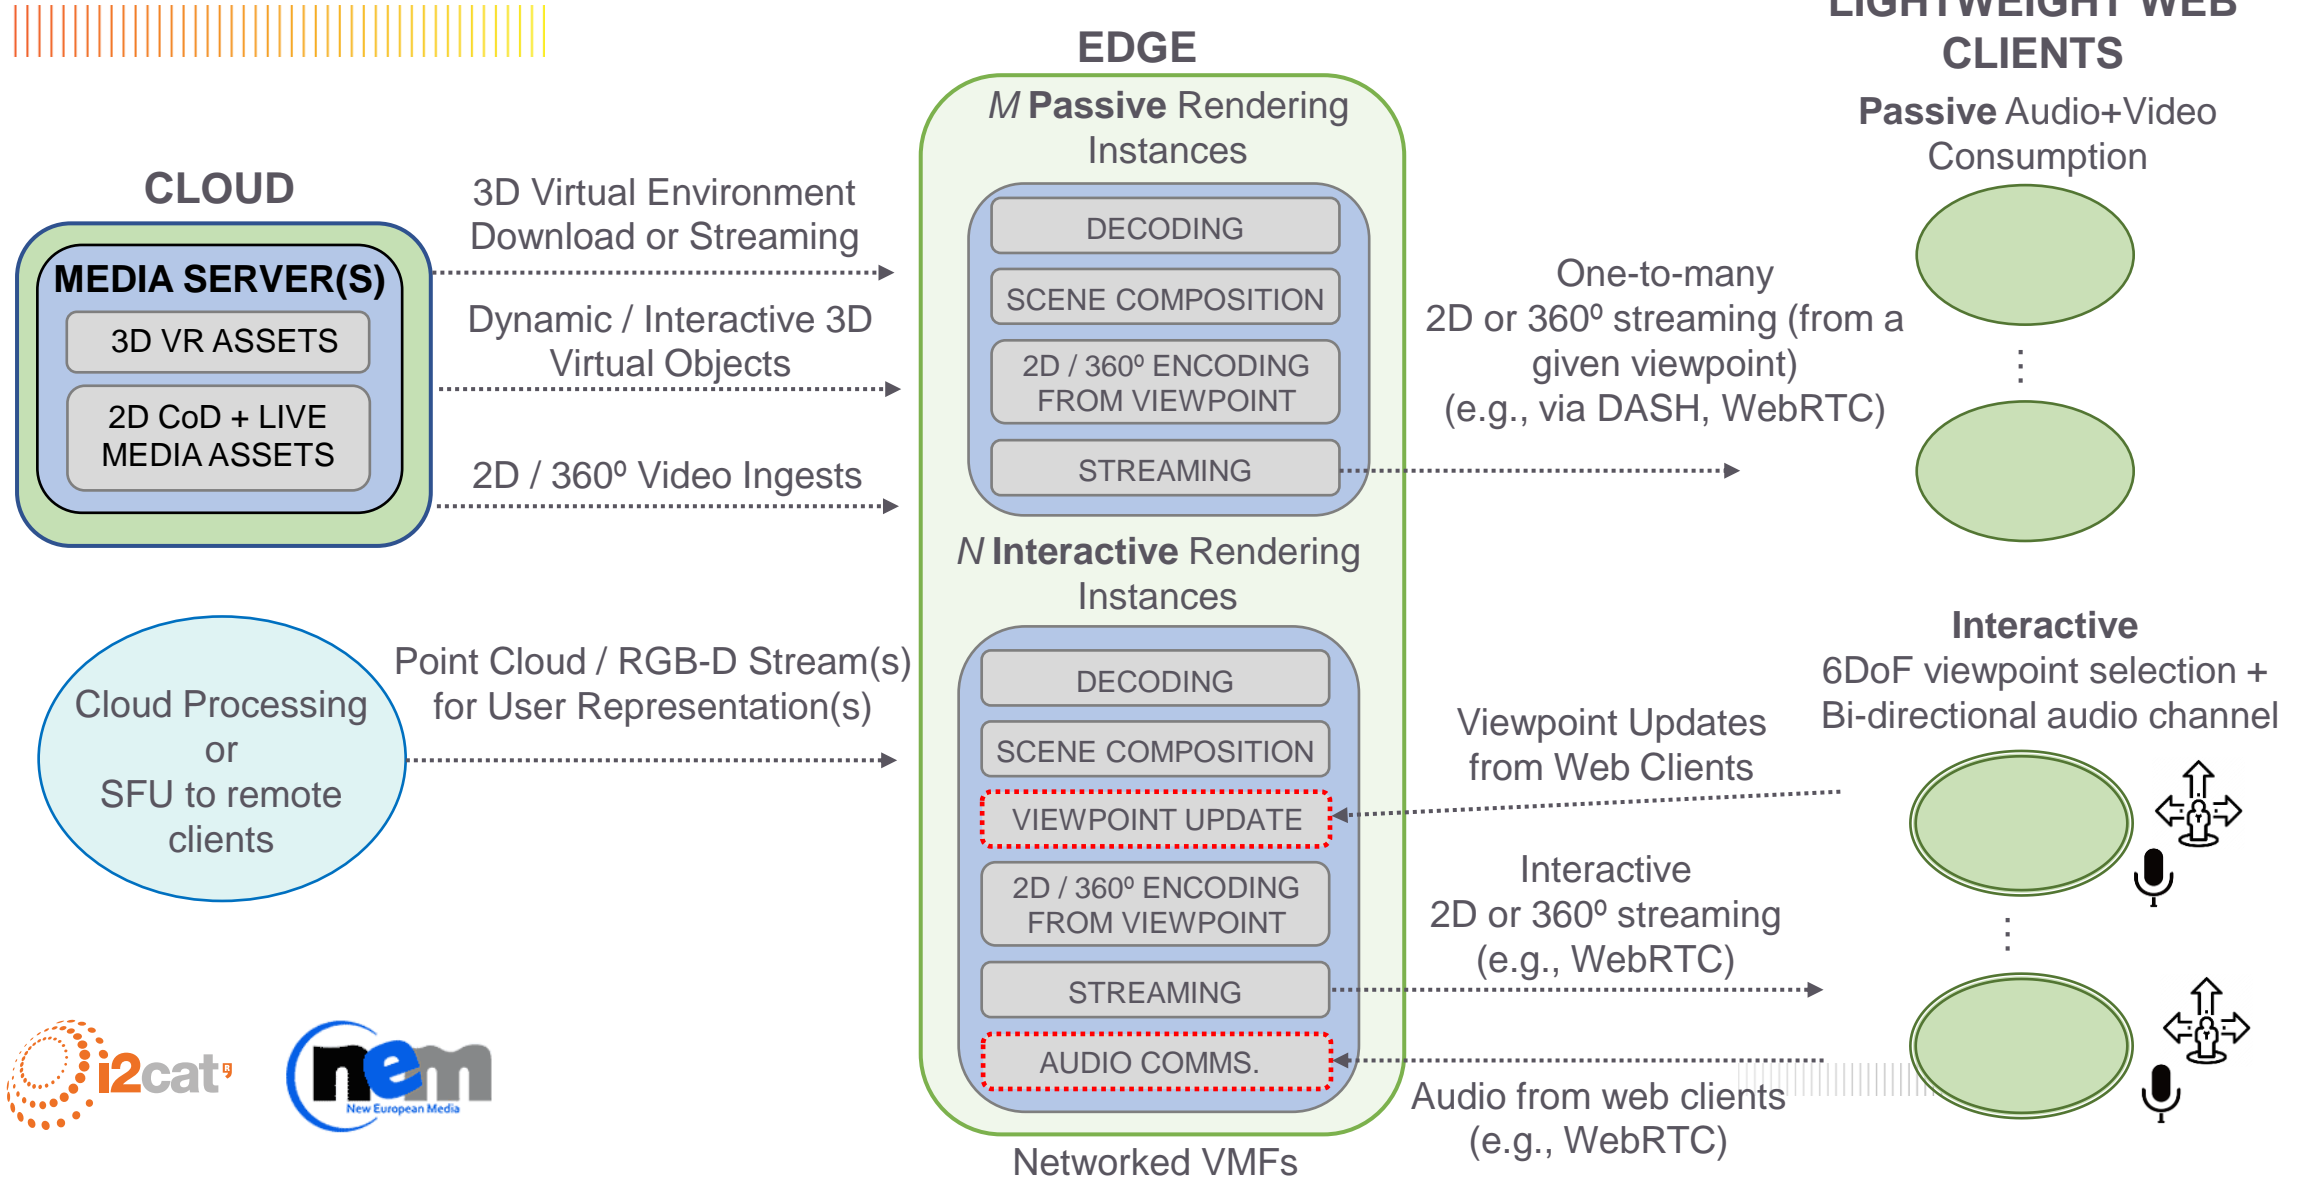 LIGHTWEIGHT WEB
CLIENTS
EDGE
M Passive Rendering
Instances
Passive Audio+Video
Consumption
CLOUD
MEDIA SERVER(S)
3D VR ASSETS
2D CoD + LIVE
MEDIA ASSETS
3D Virtual Environment
Download or Streaming
Dynamic / Interactive 3D
Virtual Objects
2D / 360º Video Ingests
DECODING
SCENE COMPOSITION
2D / 360º ENCODING
FROM VIEWPOINT
STREAMING
One-to-many
2D or 360º streaming (from a
given viewpoint)
(e.g., via DASH, WebRTC)
⋮
N Interactive Rendering
Instances
Cloud Processing
or
SFU to remote
clients
Point Cloud / RGB-D Stream(s)
for User Representation(s)
DECODING
SCENE COMPOSITION
VIEWPOINT UPDATE
2D / 360º ENCODING
FROM VIEWPOINT
STREAMING
AUDIO COMMS.
Viewpoint Updates
from Web Clients
Interactive
2D or 360º streaming
(e.g., WebRTC)
Audio from web clients
(e.g., WebRTC)
Interactive
6DoF viewpoint selection +
Bi-directional audio channel
⋮
Networked VMFs
i2cat
nem
New European Media